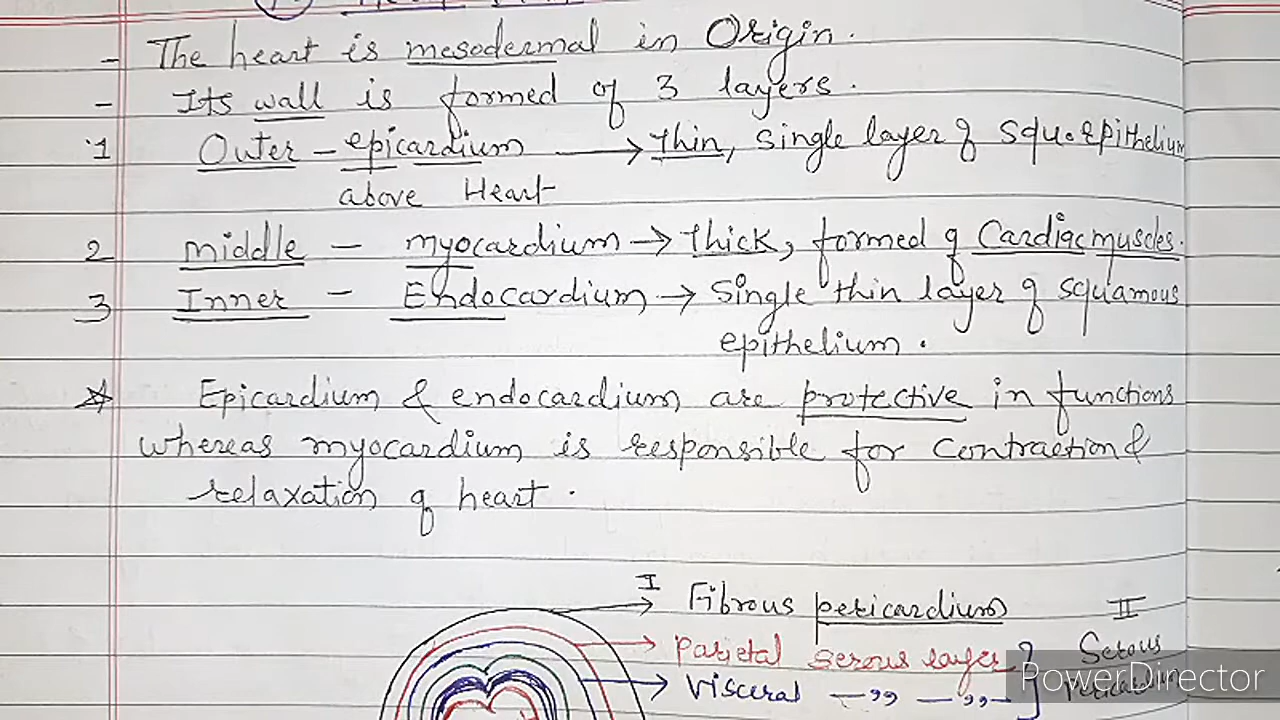 - The heart is mesodermal in Origin.
- Its wall is formed of 3 layers.
1 Outer - epicardium → thin, single layer of squ. epithelium
above Heart
2 middle - myocardium → thick, formed of Cardiac muscles.
3 Inner - Endocardium → single thin layer of squamous
epithelium.
☆ Epicardium & endocardium are protective in functions
whereas myocardium is responsible for contraction &
relaxation of heart.
I → Fibrous pericardium II
→ Parietal serous layer } Serous
→ Visceral —,,— —,,— pericardium
PowerDirector